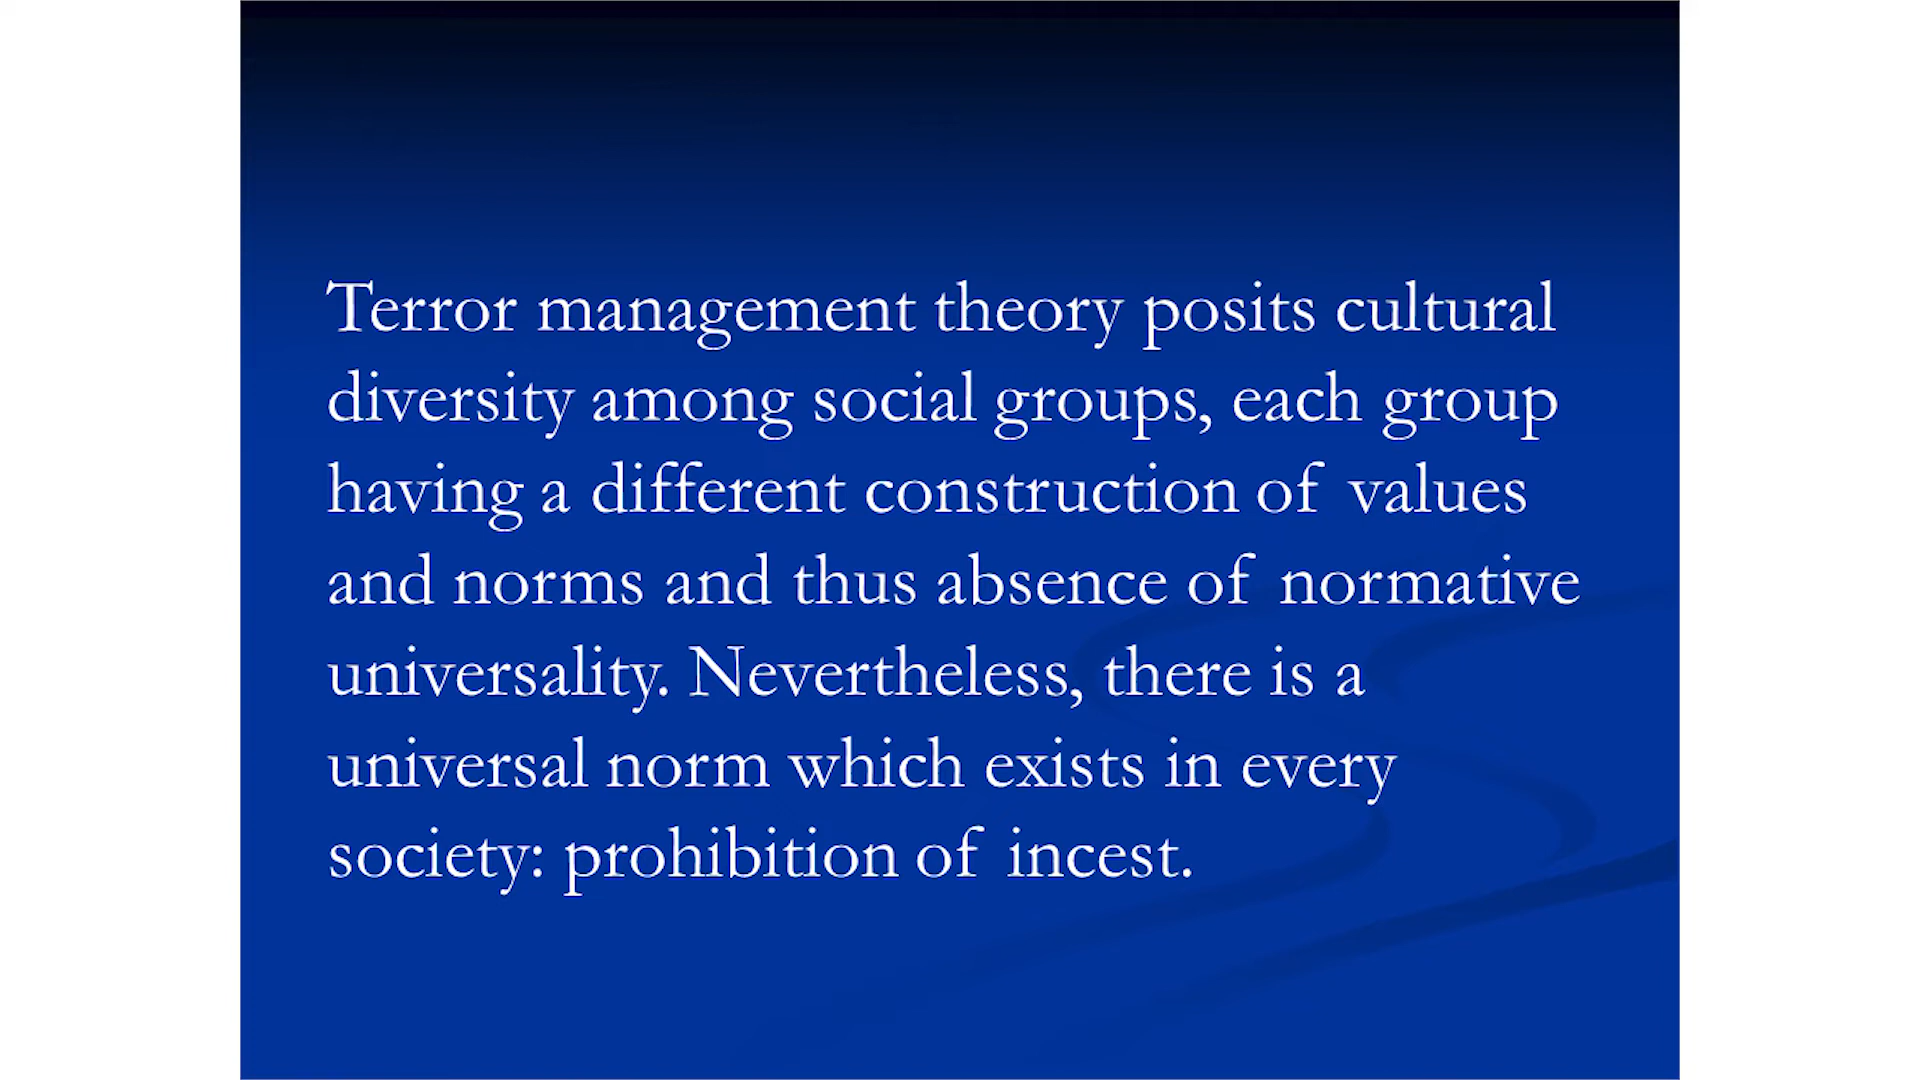 Terror management theory posits cultural
diversity among social groups, each group
having a different construction of values
and norms and thus absence of normative
universality. Nevertheless, there is a
universal norm which exists in every
society: prohibition of incest.